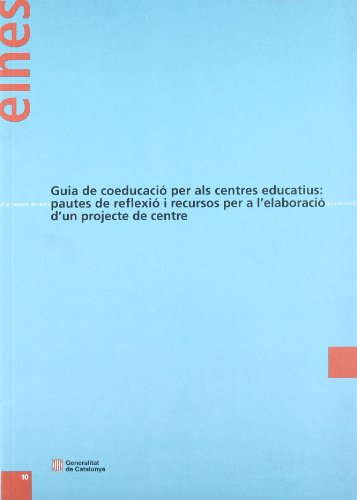 eines
Guia de coeducació per als centres educatius:
pautes de reflexió i recursos per a l'elaboració
d'un projecte de centre
Generalitat
de Catalunya
10